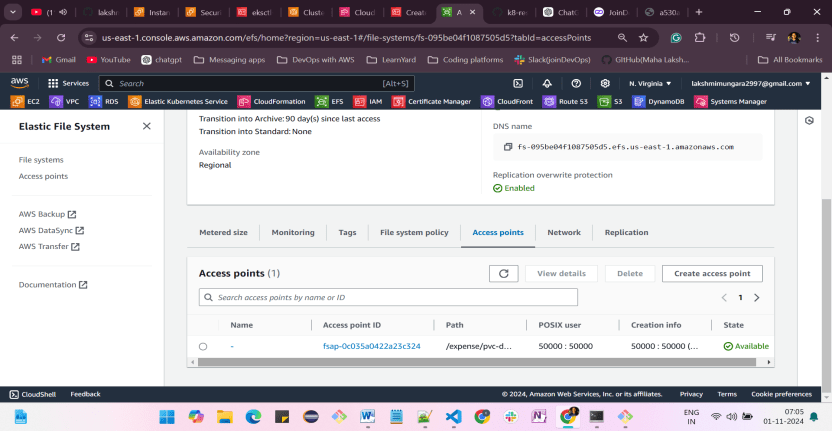 (1)
lakshm
Instan
Securi
eksctl
Cluste
Cloud
Create
A
k8-res
ChatG
JoinD
a530a
us-east-1.console.aws.amazon.com/efs/home?region=us-east-1#/file-systems/fs-095be04f1087505d5?tabId=accessPoints
Gmail
YouTube
chatgpt
Messaging apps
DevOps with AWS
LearnYard
Coding platforms
Slack(joinDevOps)
GItHub(Maha Laksh...
All Bookmarks
aws
Services
Search
[Alt+S]
N. Virginia
lakshmimungara2997@gmail.com
EC2
VPC
RDS
Elastic Kubernetes Service
CloudFormation
EFS
IAM
Certificate Manager
CloudFront
Route 53
S3
DynamoDB
Systems Manager
Elastic File System
File systems
Access points
AWS Backup
AWS DataSync
AWS Transfer
Documentation
Transition into Archive: 90 day(s) since last access
Transition into Standard: None
Availability zone
Regional
DNS name
fs-095be04f1087505d5.efs.us-east-1.amazonaws.com
Replication overwrite protection
Enabled
Metered size
Monitoring
Tags
File system policy
Access points
Network
Replication
Access points (1)
View details
Delete
Create access point
Search access points by name or ID
1
Name
Access point ID
Path
POSIX user
Creation info
State
-
fsap-0c035a0422a23c324
/expense/pvc-d...
50000 : 50000
50000 : 50000 (...
Available
CloudShell
Feedback
© 2024, Amazon Web Services, Inc. or its affiliates.
Privacy
Terms
Cookie preferences
ENG
IN
07:05
01-11-2024